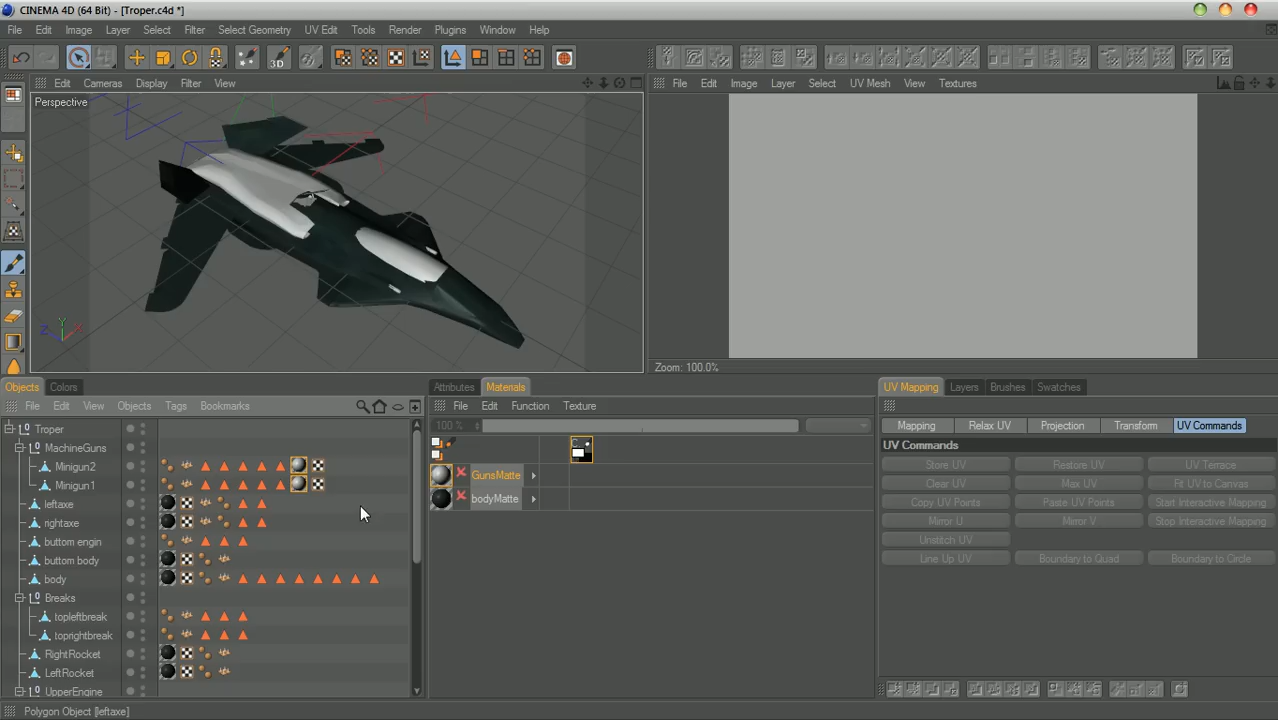 CINEMA 4D (64 Bit) - [Troper.c4d *]
File Edit Image Layer Filter Select Select Geometry UV Edit Tools Render Plugins Window Help
3D
Edit Cameras Display Filter View
File Edit Image Layer Select UV Mesh View Textures
Perspective
Y
Z
X
Zoom: 100.0%
Objects Colors
Attributes Materials
UV Mapping Layers Brushes Swatches
File Edit View Objects Tags Bookmarks
File Edit Function Texture
100 %
Mapping Relax UV Projection Transform UV Commands
UV Commands
Store UV Restore UV UV Terrace
Clear UV Max UV Fit UV to Canvas
Copy UV Points Paste UV Points Start Interactive Mapping
Mirror U Mirror V Stop Interactive Mapping
Unstitch UV
Line Up UV Boundary to Quad Boundary to Circle
C
GunsMatte
bodyMatte
Troper
MachineGuns
Minigun2
Minigun1
leftaxe
rightaxe
buttom engin
buttom body
body
Breaks
topleftbreak
toprightbreak
RightRocket
LeftRocket
UpperEngine
Polygon Object [leftaxe]